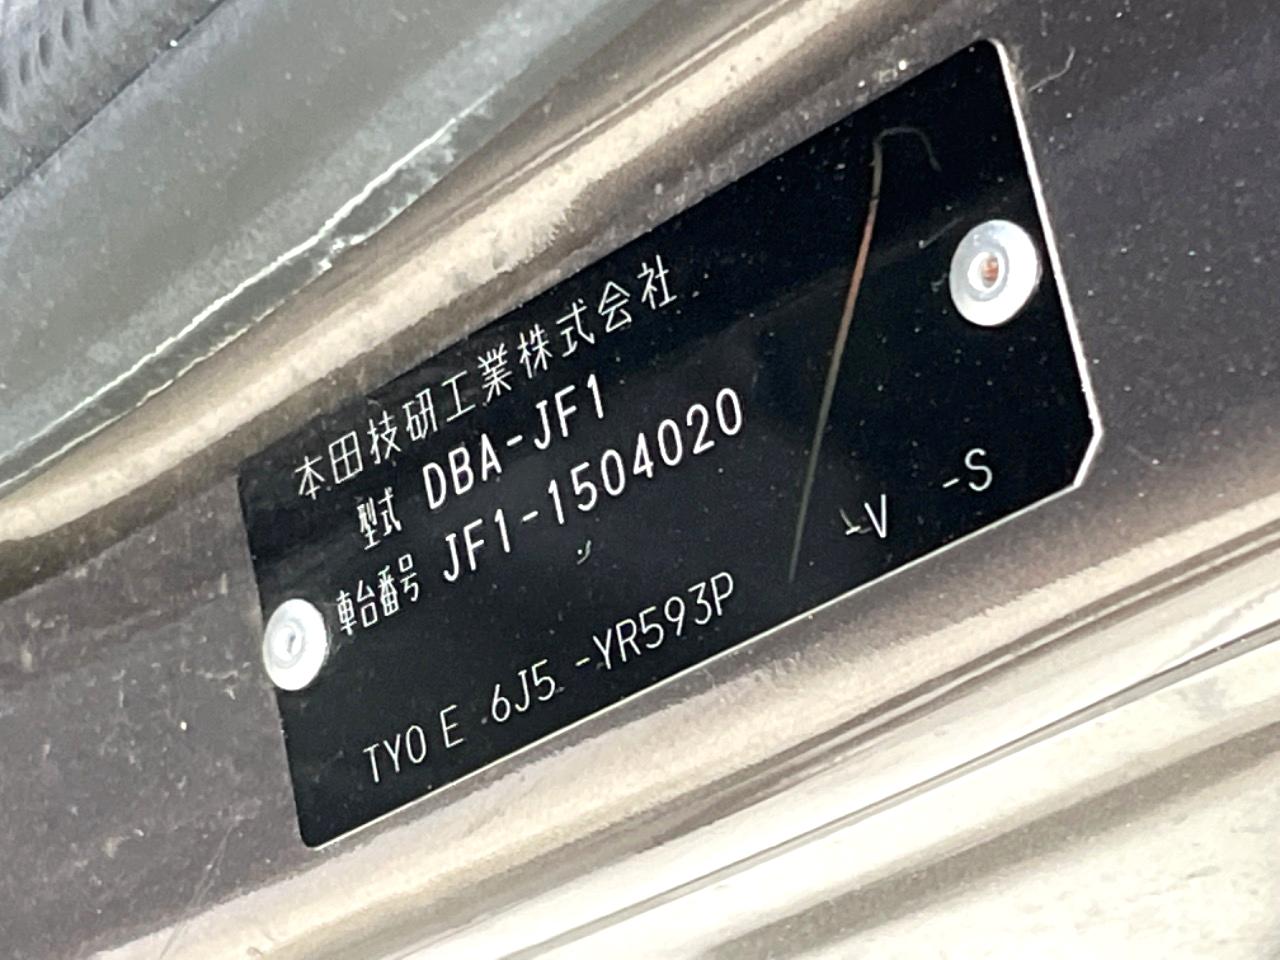 本田技研工業株式会社
型式 DBA-JF1
車台番号 JF1-1504020
TYO E 6J5 -YR593P -V -S